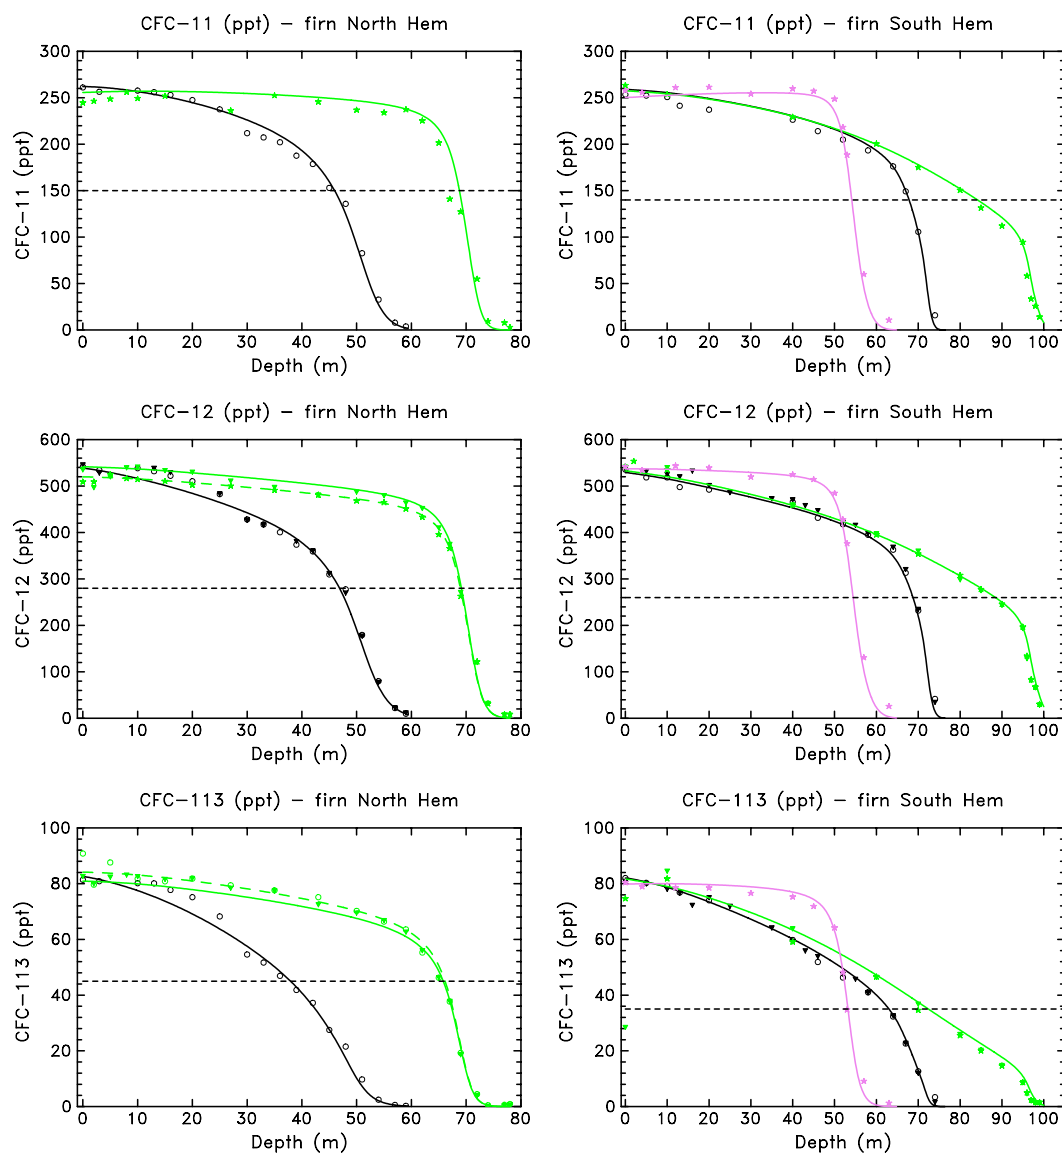 CFC-11 (ppt) - firn North Hem
CFC-11 (ppt)
300
250
200
150
100
50
0
0 10 20 30 40 50 60 70 80
Depth (m)
CFC-11 (ppt) - firn South Hem
CFC-11 (ppt)
300
250
200
150
100
50
0
0 10 20 30 40 50 60 70 80 90 100
Depth (m)
CFC-12 (ppt) - firn North Hem
CFC-12 (ppt)
600
500
400
300
200
100
0
0 10 20 30 40 50 60 70 80
Depth (m)
CFC-12 (ppt) - firn South Hem
CFC-12 (ppt)
600
500
400
300
200
100
0
0 10 20 30 40 50 60 70 80 90 100
Depth (m)
CFC-113 (ppt) - firn North Hem
CFC-113 (ppt)
100
80
60
40
20
0
0 10 20 30 40 50 60 70 80
Depth (m)
CFC-113 (ppt) - firn South Hem
CFC-113 (ppt)
100
80
60
40
20
0
0 10 20 30 40 50 60 70 80 90 100
Depth (m)